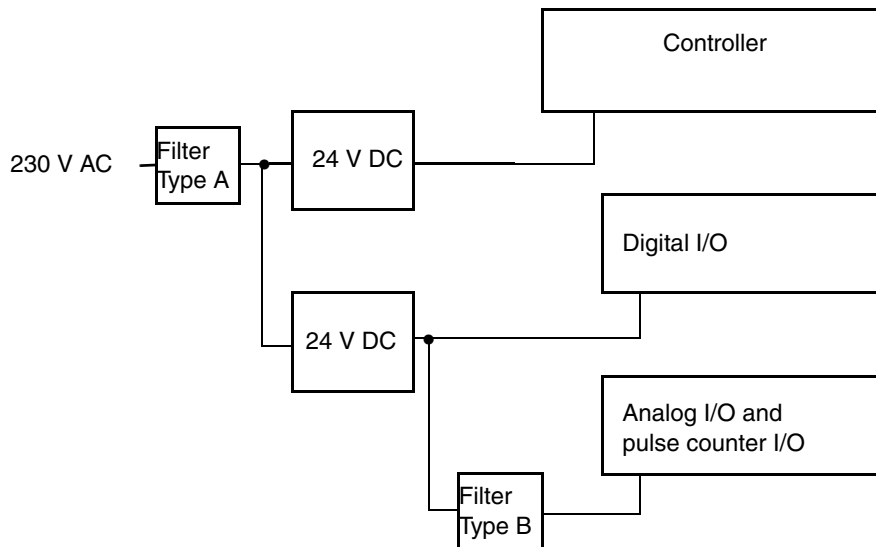 Controller
230 V AC
Filter
Type A
24 V DC
Digital I/O
24 V DC
Analog I/O and
pulse counter I/O
Filter
Type B